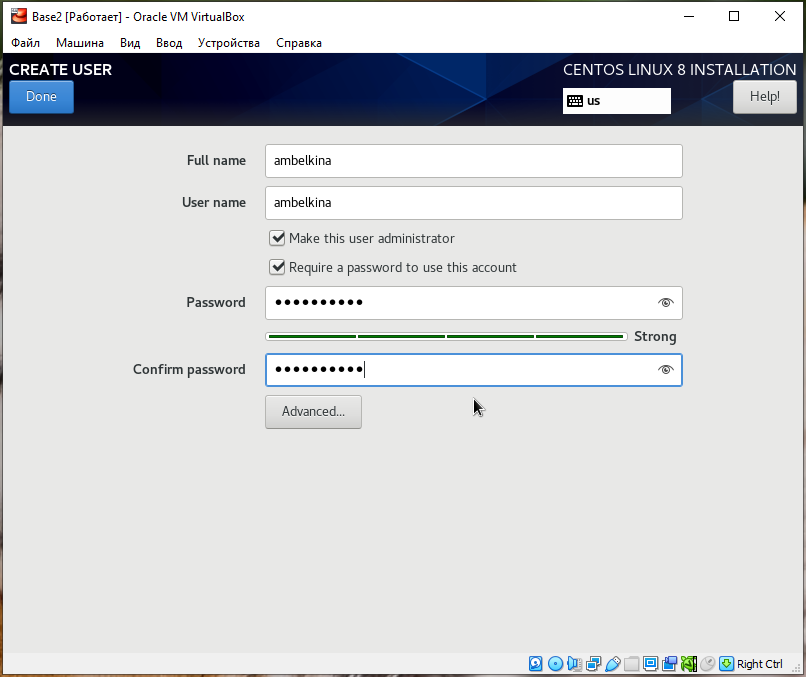 Base2 [Работает] - Oracle VM VirtualBox
Файл Машина Вид Ввод Устройства Справка
CREATE USER
CENTOS LINUX 8 INSTALLATION
Done
us
Help!
Full name
ambelkina
User name
ambelkina
Make this user administrator
Require a password to use this account
Password
●●●●●●●●●●
Strong
Confirm password
●●●●●●●●●●
Advanced...
Right Ctrl